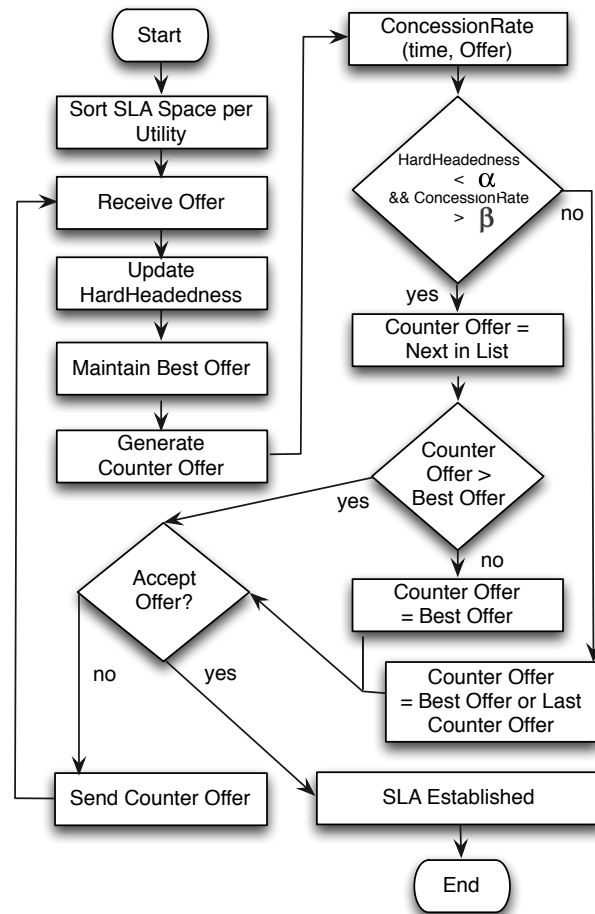 Start
Sort SLA Space per
Utility
Receive Offer
Update
HardHeadedness
Maintain Best Offer
Generate
Counter Offer
ConcessionRate
(time, Offer)
HardHeadedness
< α
&& ConcessionRate
> β
no
yes
Counter Offer =
Next in List
Counter
Offer >
Best Offer
yes
no
Counter Offer
= Best Offer
Counter Offer
= Best Offer or Last
Counter Offer
Accept
Offer?
no
yes
Send Counter Offer
SLA Established
End